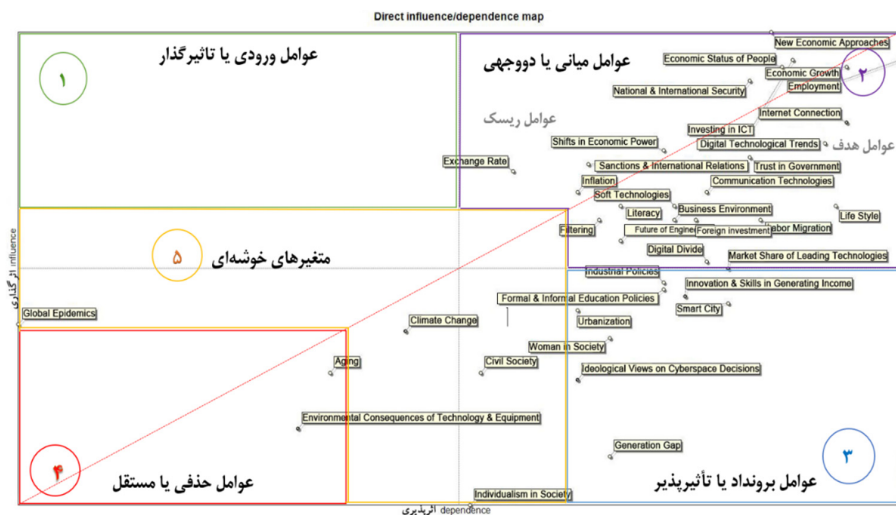 Direct influence/dependence map
عوامل ورودی یا تاثیرگذار
۱
عوامل میانی یا دووجهی
New Economic Approaches
Economic Status of People
Economic Growth
۲
National & International Security
Employment
عوامل ریسک
Internet Connection
Investing in ICT
Shifts in Economic Power
Digital Technological Trends
عوامل هدف
Exchange Rate
Sanctions & International Relations
Trust in Government
Inflation
Communication Technologies
Soft Technologies
Literacy
Business Environment
Life Style
Filtering
Future of Engine
Foreign investment
Labor Migration
Digital Divide
Market Share of Leading Technologies
۵
متغیرهای خوشه‌ای
Industrial Policies
Innovation & Skills in Generating Income
Formal & Informal Education Policies
Smart City
اثرگذاری influence
Global Epidemics
Climate Change
Urbanization
Woman in Society
Aging
Civil Society
Ideological Views on Cyberspace Decisions
Environmental Consequences of Technology & Equipment
Generation Gap
۴
عوامل حذفی یا مستقل
عوامل برونداد یا تأثیرپذیر
۳
Individualism in Society
اثرپذیری dependence